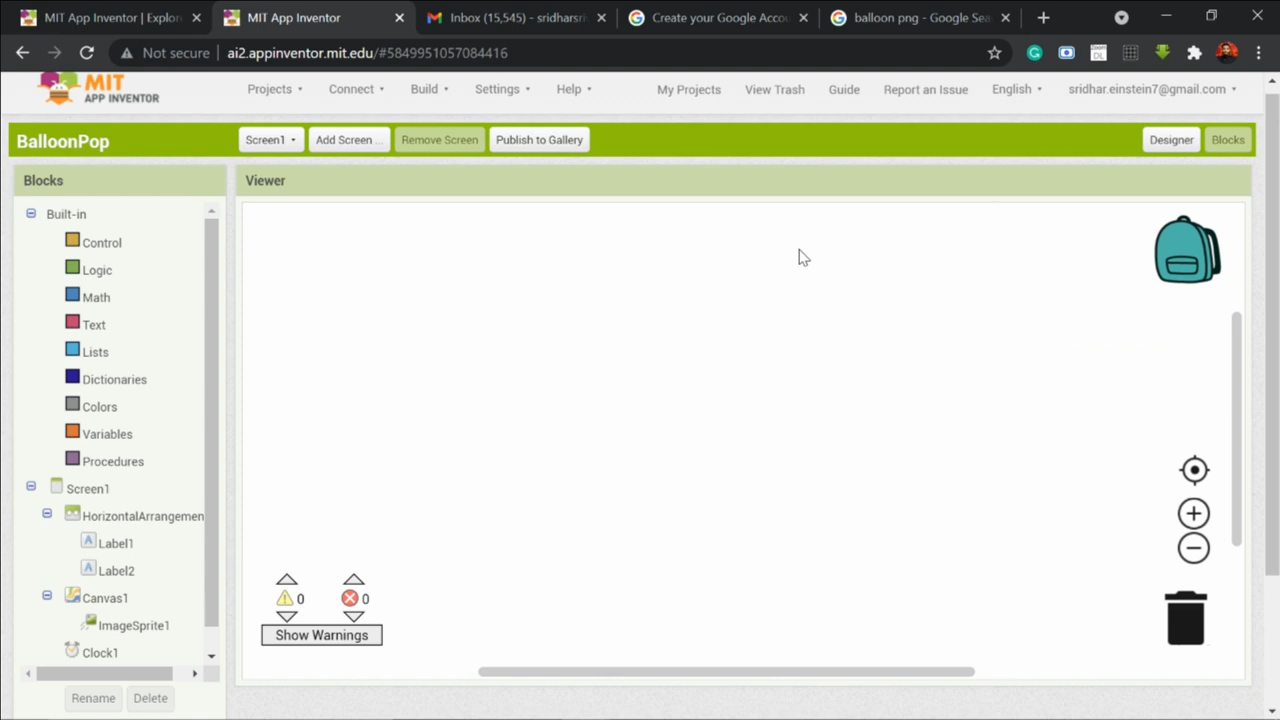 MIT App Inventor | Explor
MIT App Inventor
Inbox (15,545) - sridharsri
Create your Google Accou
balloon png - Google Sea
Not secure
ai2.appinventor.mit.edu/#5849951057084416
MIT
APP INVENTOR
Projects
Connect
Build
Settings
Help
My Projects
View Trash
Guide
Report an Issue
English
sridhar.einstein7@gmail.com
BalloonPop
Screen1
Add Screen ...
Remove Screen
Publish to Gallery
Designer
Blocks
Blocks
Viewer
Built-in
Control
Logic
Math
Text
Lists
Dictionaries
Colors
Variables
Procedures
Screen1
HorizontalArrangemen
A Label1
A Label2
Canvas1
ImageSprite1
Clock1
0
0
Show Warnings
Rename
Delete